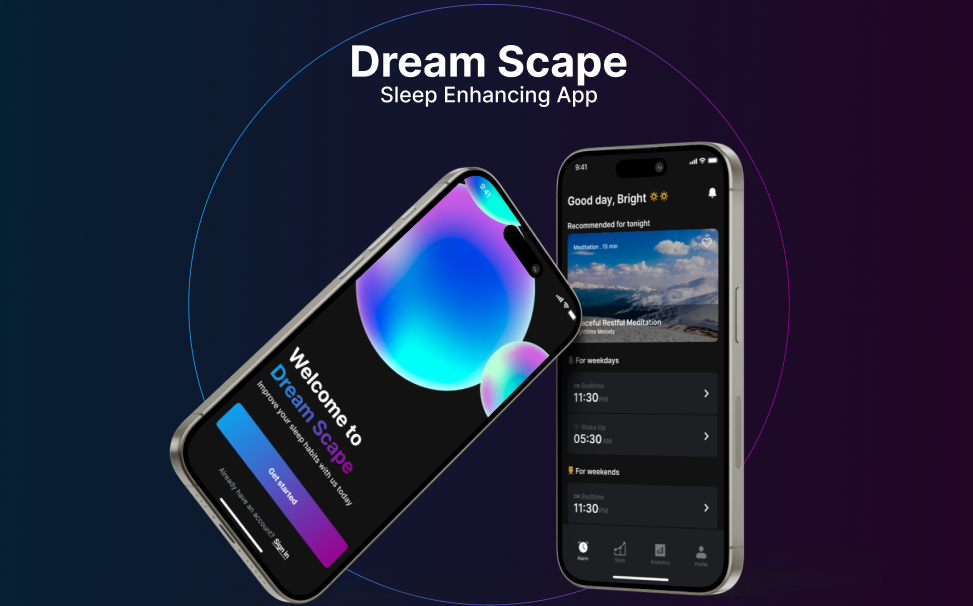 Dream Scape
Sleep Enhancing App
9:41
Welcome to
Dream Scape
Improve your sleep habits with us today
Get started
Already have an account? Sign in
9:41
Good day, Bright
Recommended for tonight
Meditation . 15 min
Restful Meditation
Melody
For weekdays
Bedtime
11:30 PM
Wake Up
05:30 AM
For weekends
Bedtime
11:30 PM
Alarm
Stats
Analytics
Profile